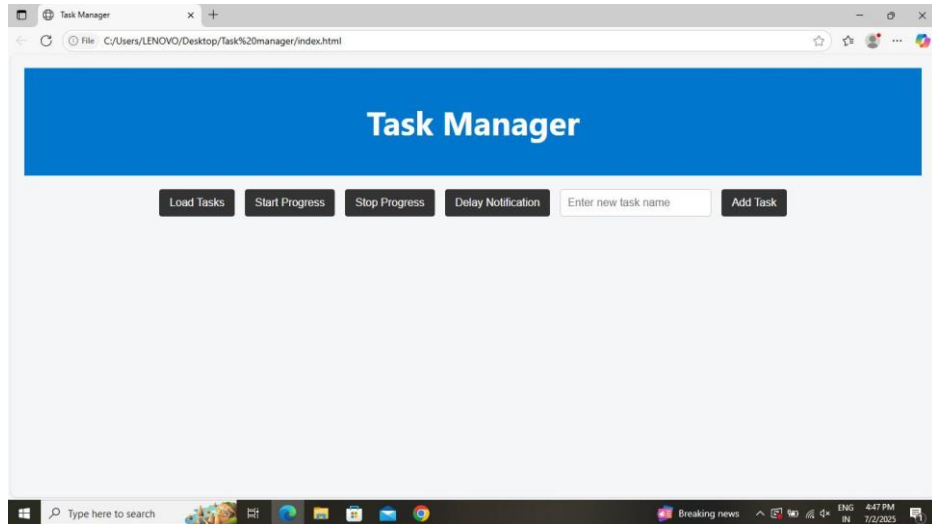 Task Manager
File C:/Users/LENOVO/Desktop/Task%20manager/index.html
Task Manager
Load Tasks Start Progress Stop Progress Delay Notification Enter new task name Add Task
Type here to search Breaking news ENG 4:47 PM
IN 7/2/2025